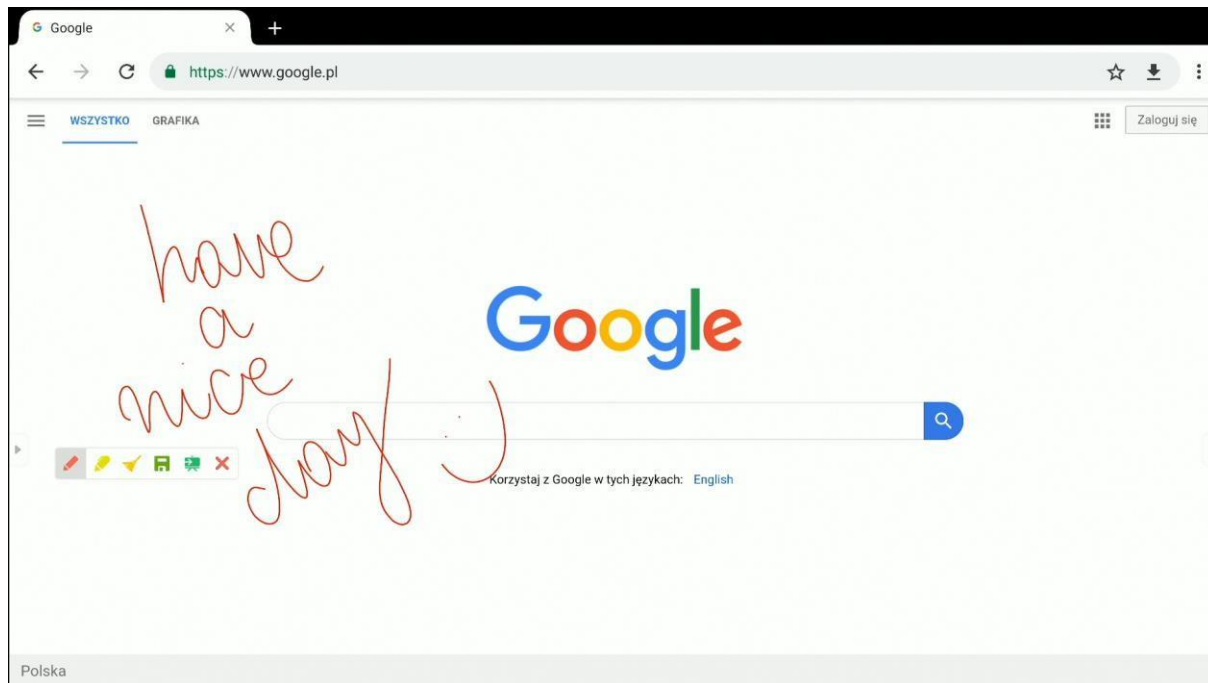 Google
https://www.google.pl
WSZYSTKO GRAFIKA Zaloguj się
have
a
nice
day :)
Google
Korzystaj z Google w tych językach: English
Polska